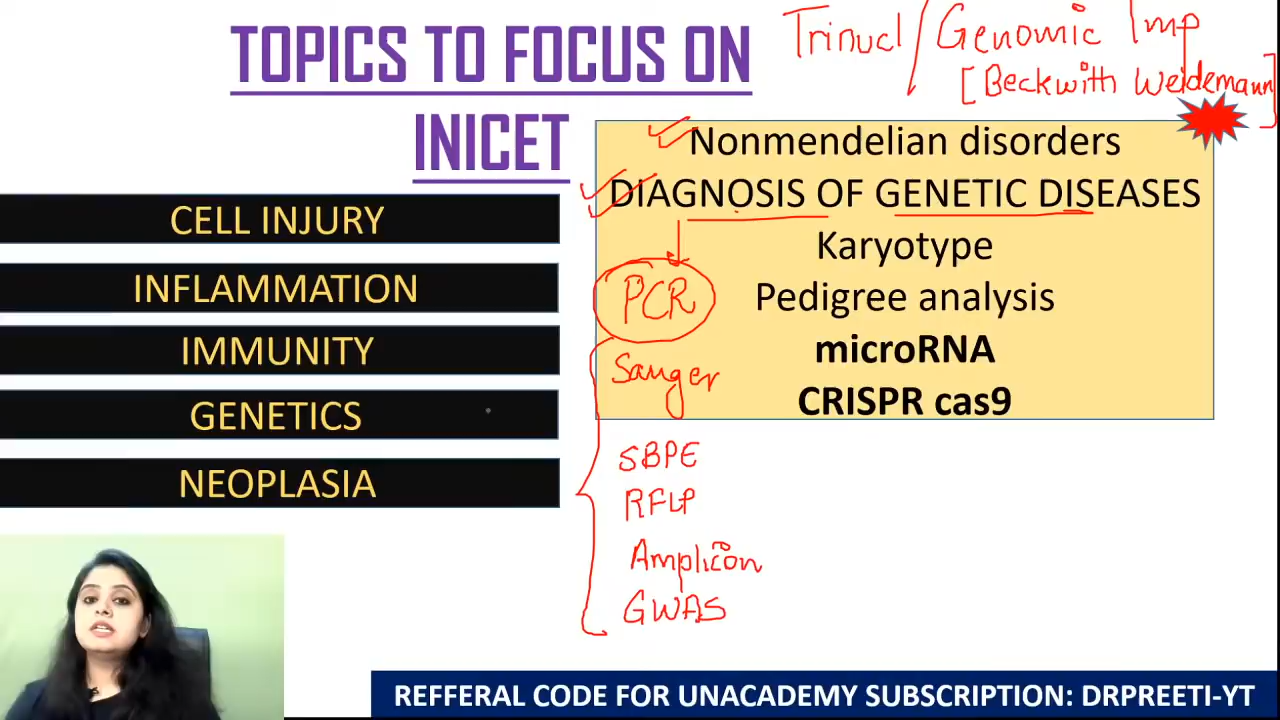 TOPICS TO FOCUS ON
INICET
CELL INJURY
INFLAMMATION
IMMUNITY
GENETICS
NEOPLASIA
Trinucl / Genomic Imp
[Beckwith Weidemann]
Nonmendelian disorders
DIAGNOSIS OF GENETIC DISEASES
Karyotype
Pedigree analysis
microRNA
CRISPR cas9
PCR
Sanger
SBPE
RFLP
Amplicon
GWAS
REFFERAL CODE FOR UNACADEMY SUBSCRIPTION: DRPREETI-YT